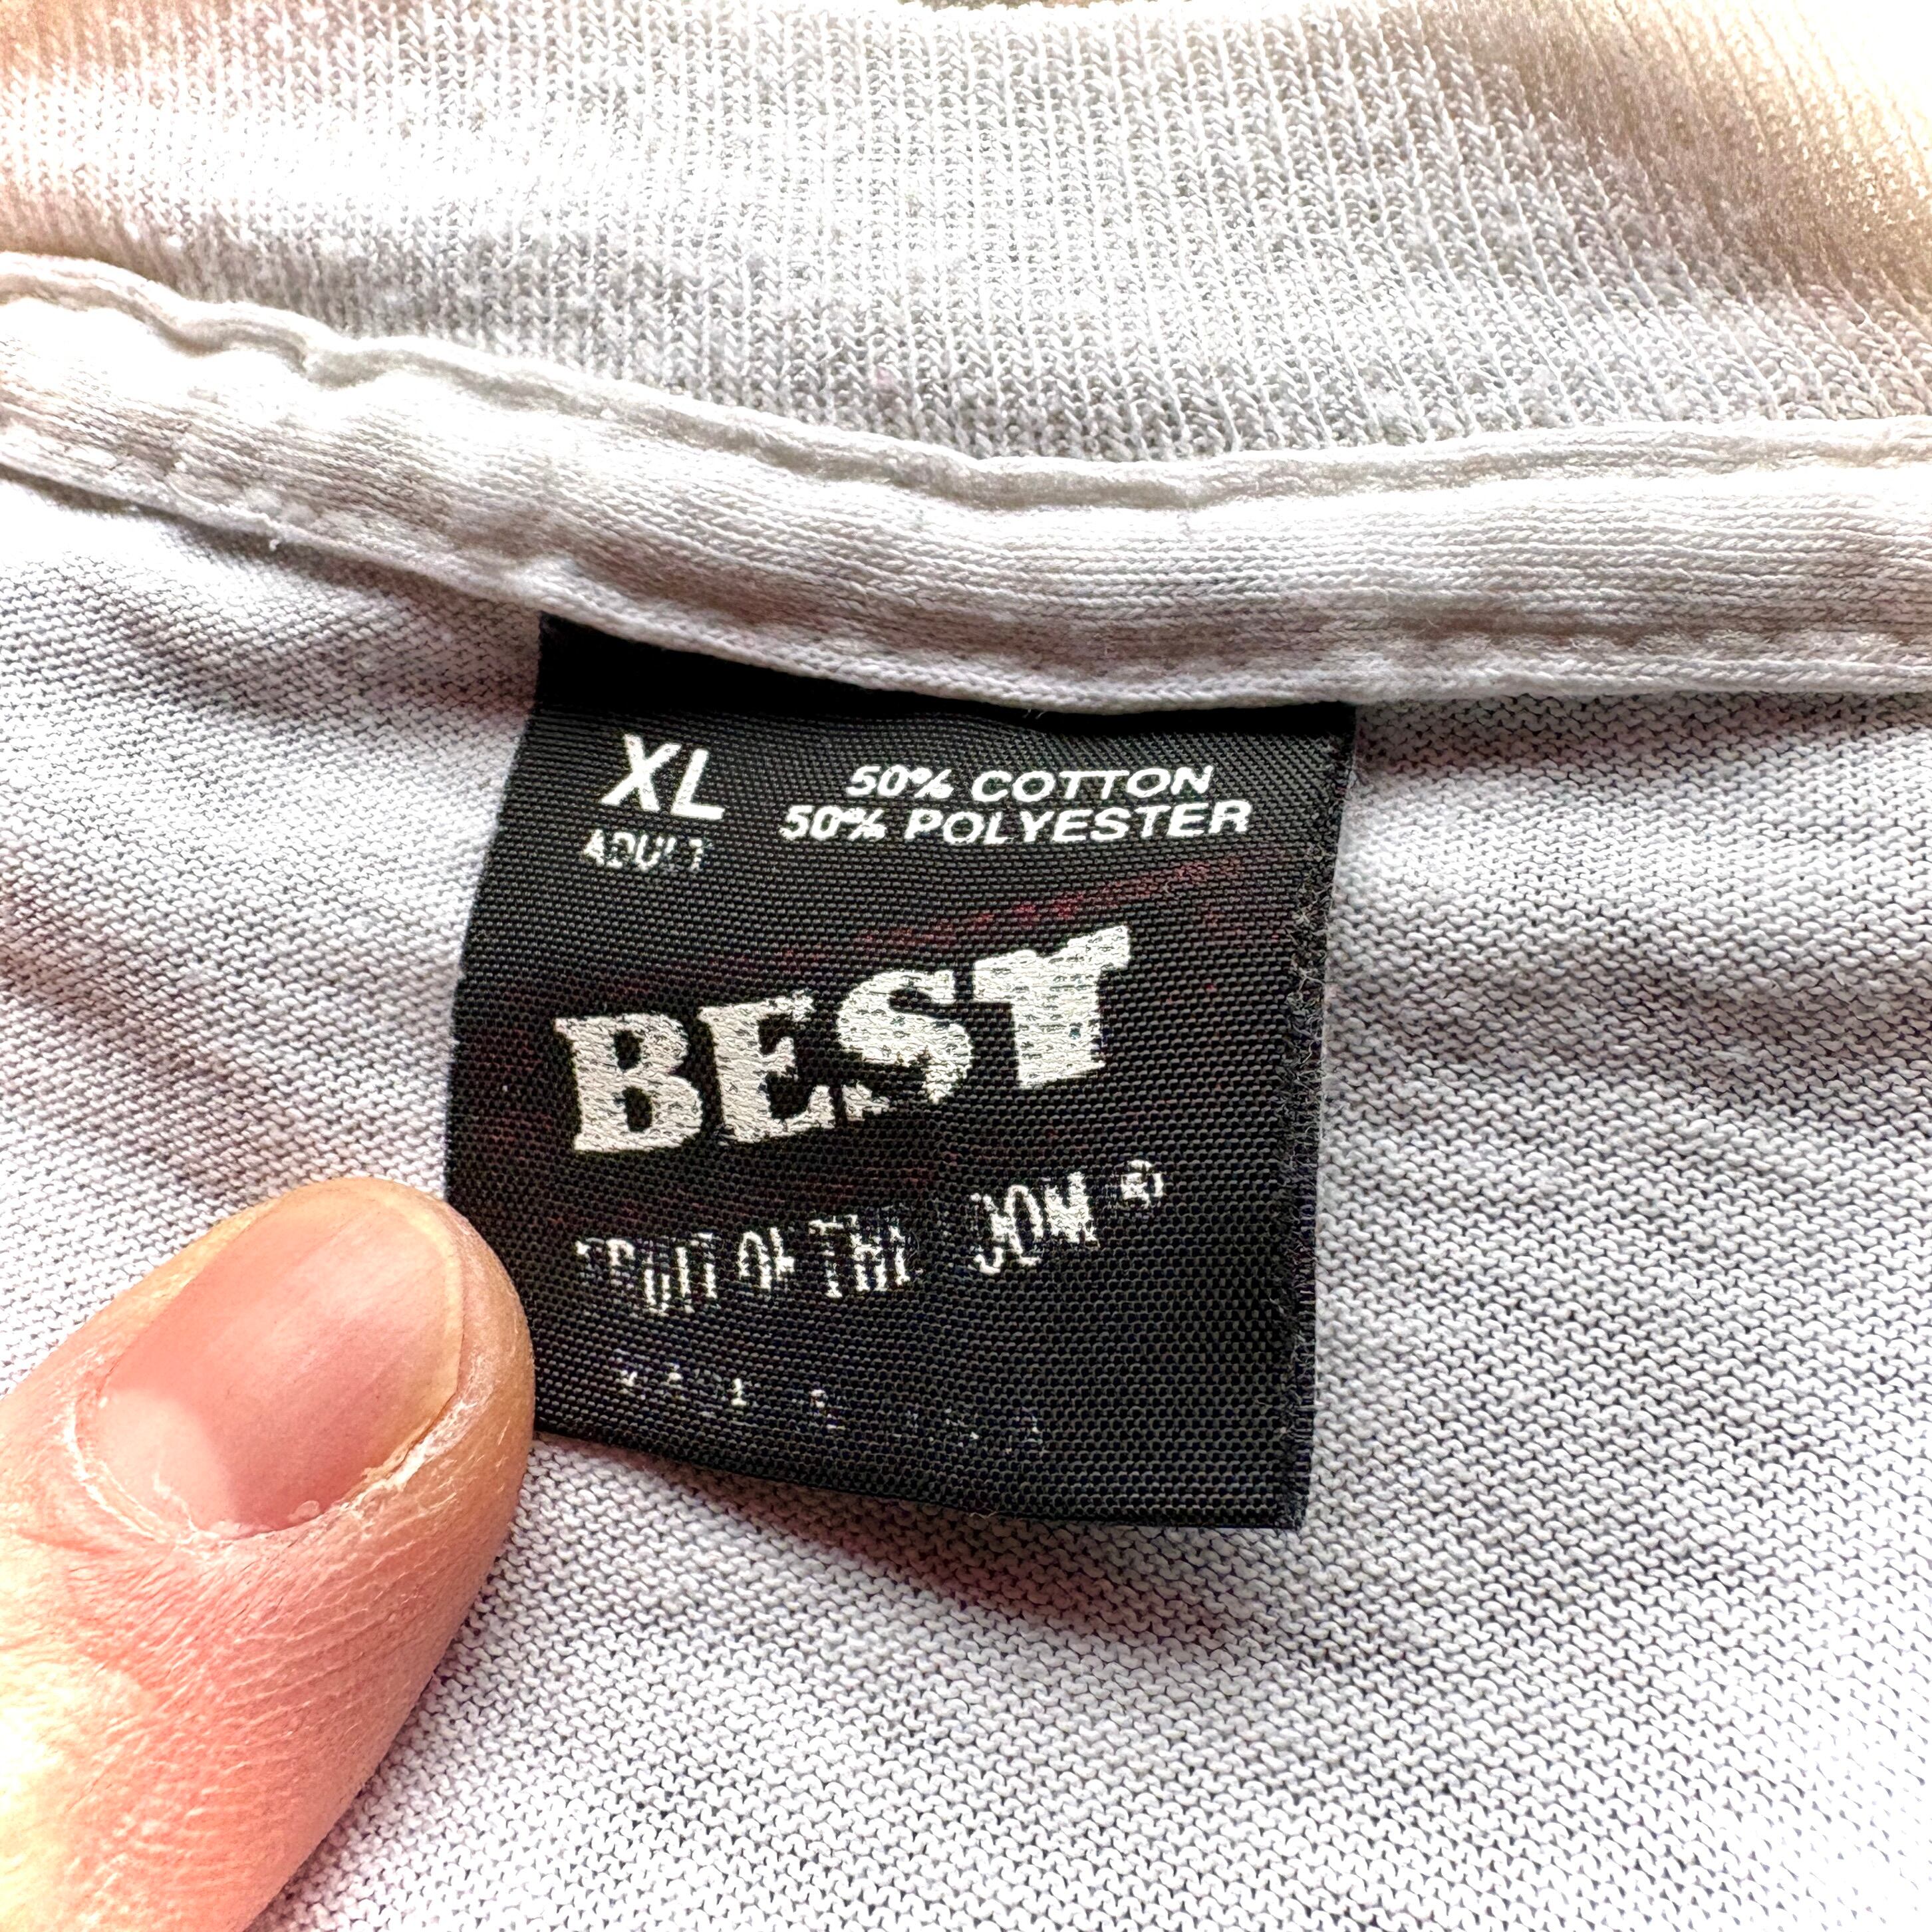 XL
ADULT
50% COTTON
50% POLYESTER
BEST
FRUIT OF THE LOOM ®